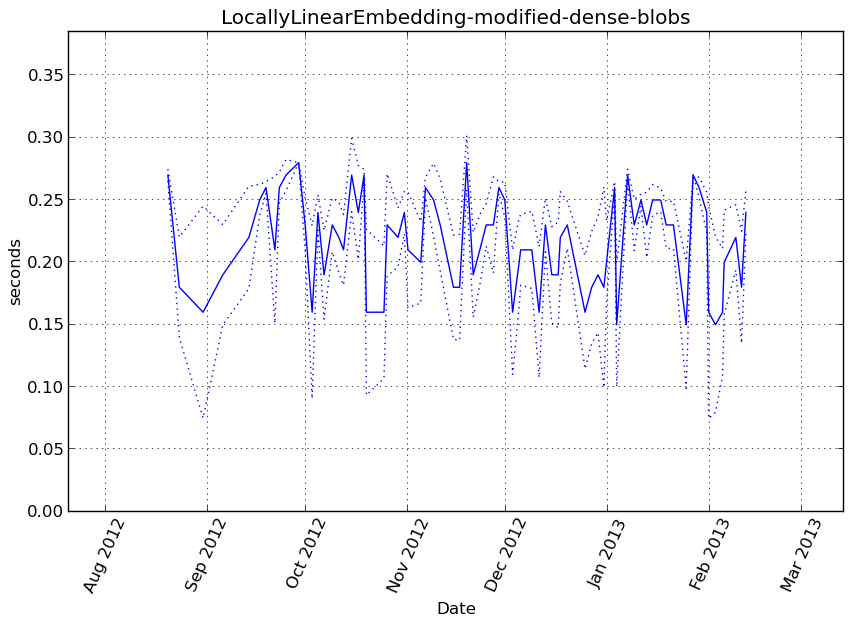 LocallyLinearEmbedding-modified-dense-blobs
0.35
0.30
0.25
0.20
0.15
0.10
0.05
0.00
seconds
Aug 2012
Sep 2012
Oct 2012
Nov 2012
Dec 2012
Jan 2013
Feb 2013
Mar 2013
Date